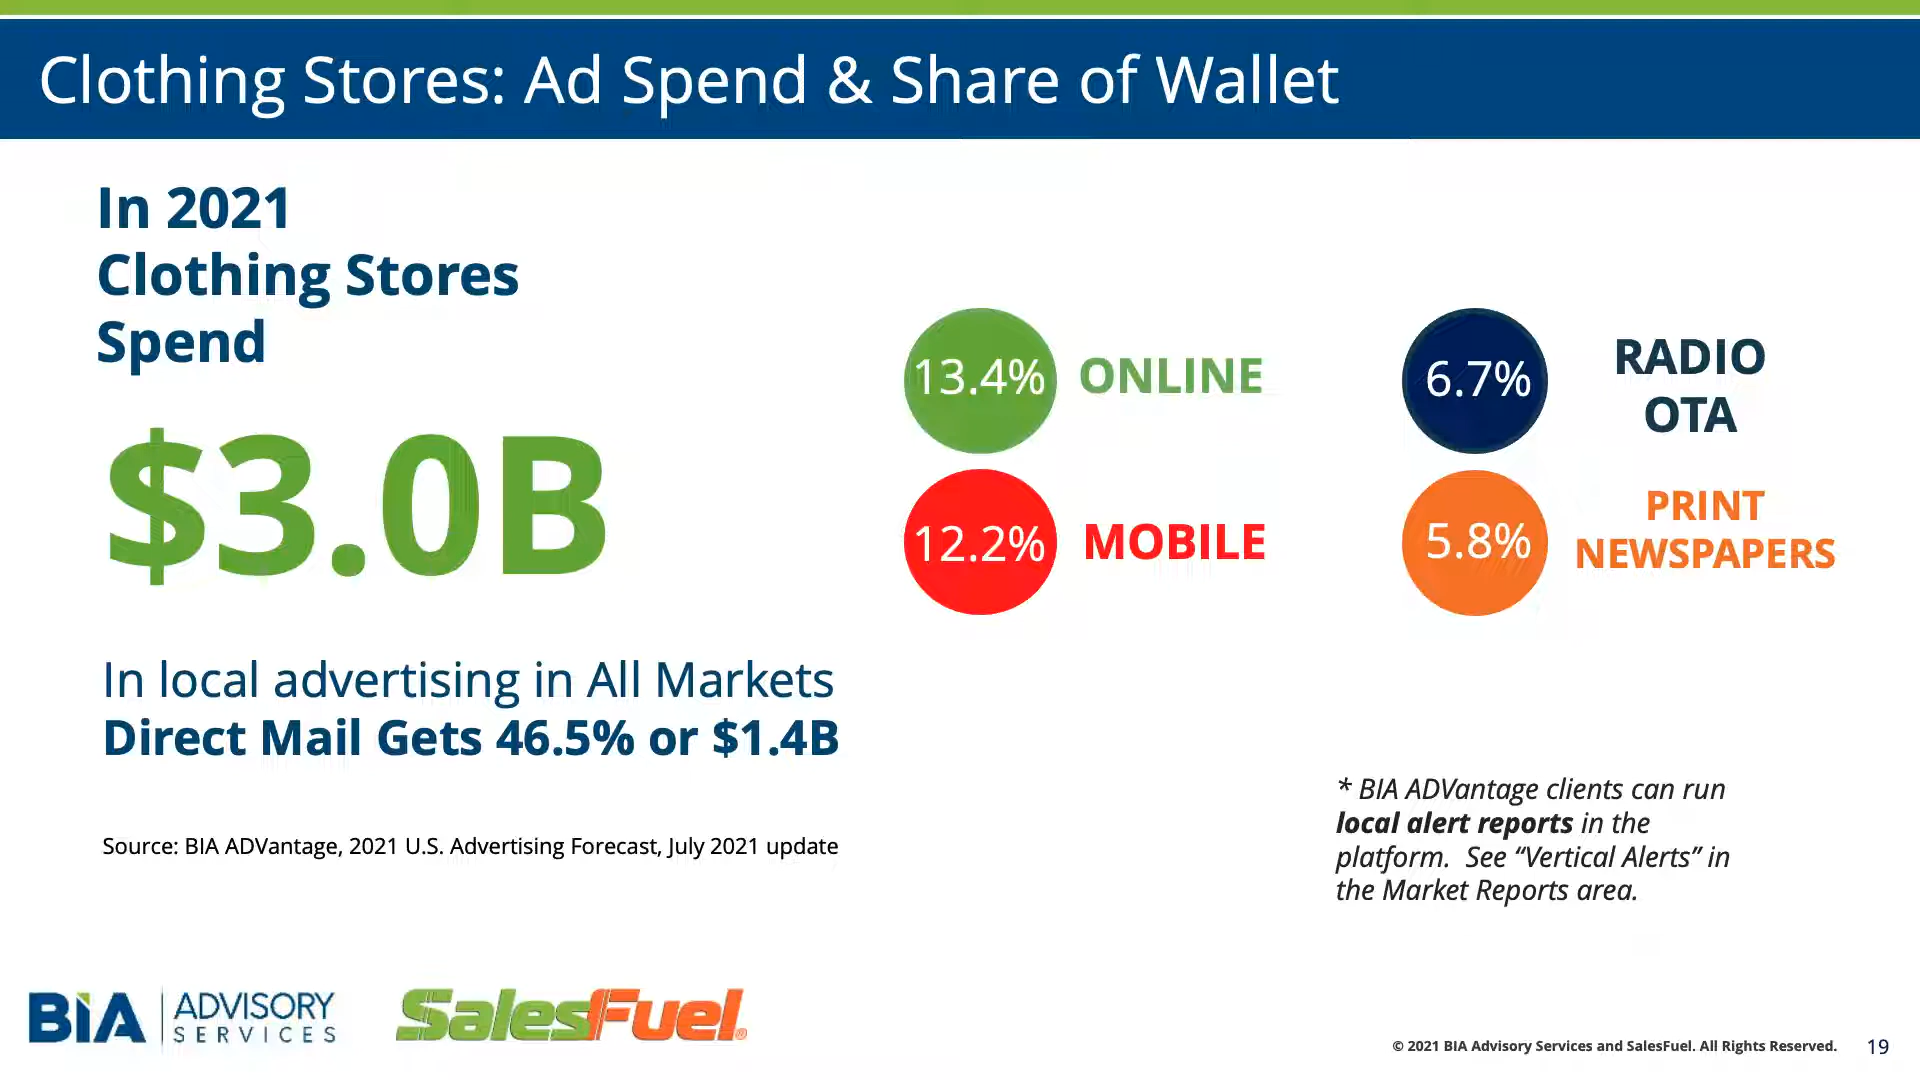 Clothing Stores: Ad Spend & Share of Wallet
In 2021
Clothing Stores
Spend
$3.0B
In local advertising in All Markets
Direct Mail Gets 46.5% or $1.4B
Source: BIA ADVantage, 2021 U.S. Advertising Forecast, July 2021 update
13.4% ONLINE
12.2% MOBILE
6.7% RADIO
OTA
5.8% PRINT
NEWSPAPERS
* BIA ADVantage clients can run
local alert reports in the
platform.  See “Vertical Alerts” in
the Market Reports area.
BIA ADVISORY
SERVICES
SalesFuel®
© 2021 BIA Advisory Services and SalesFuel. All Rights Reserved.
19